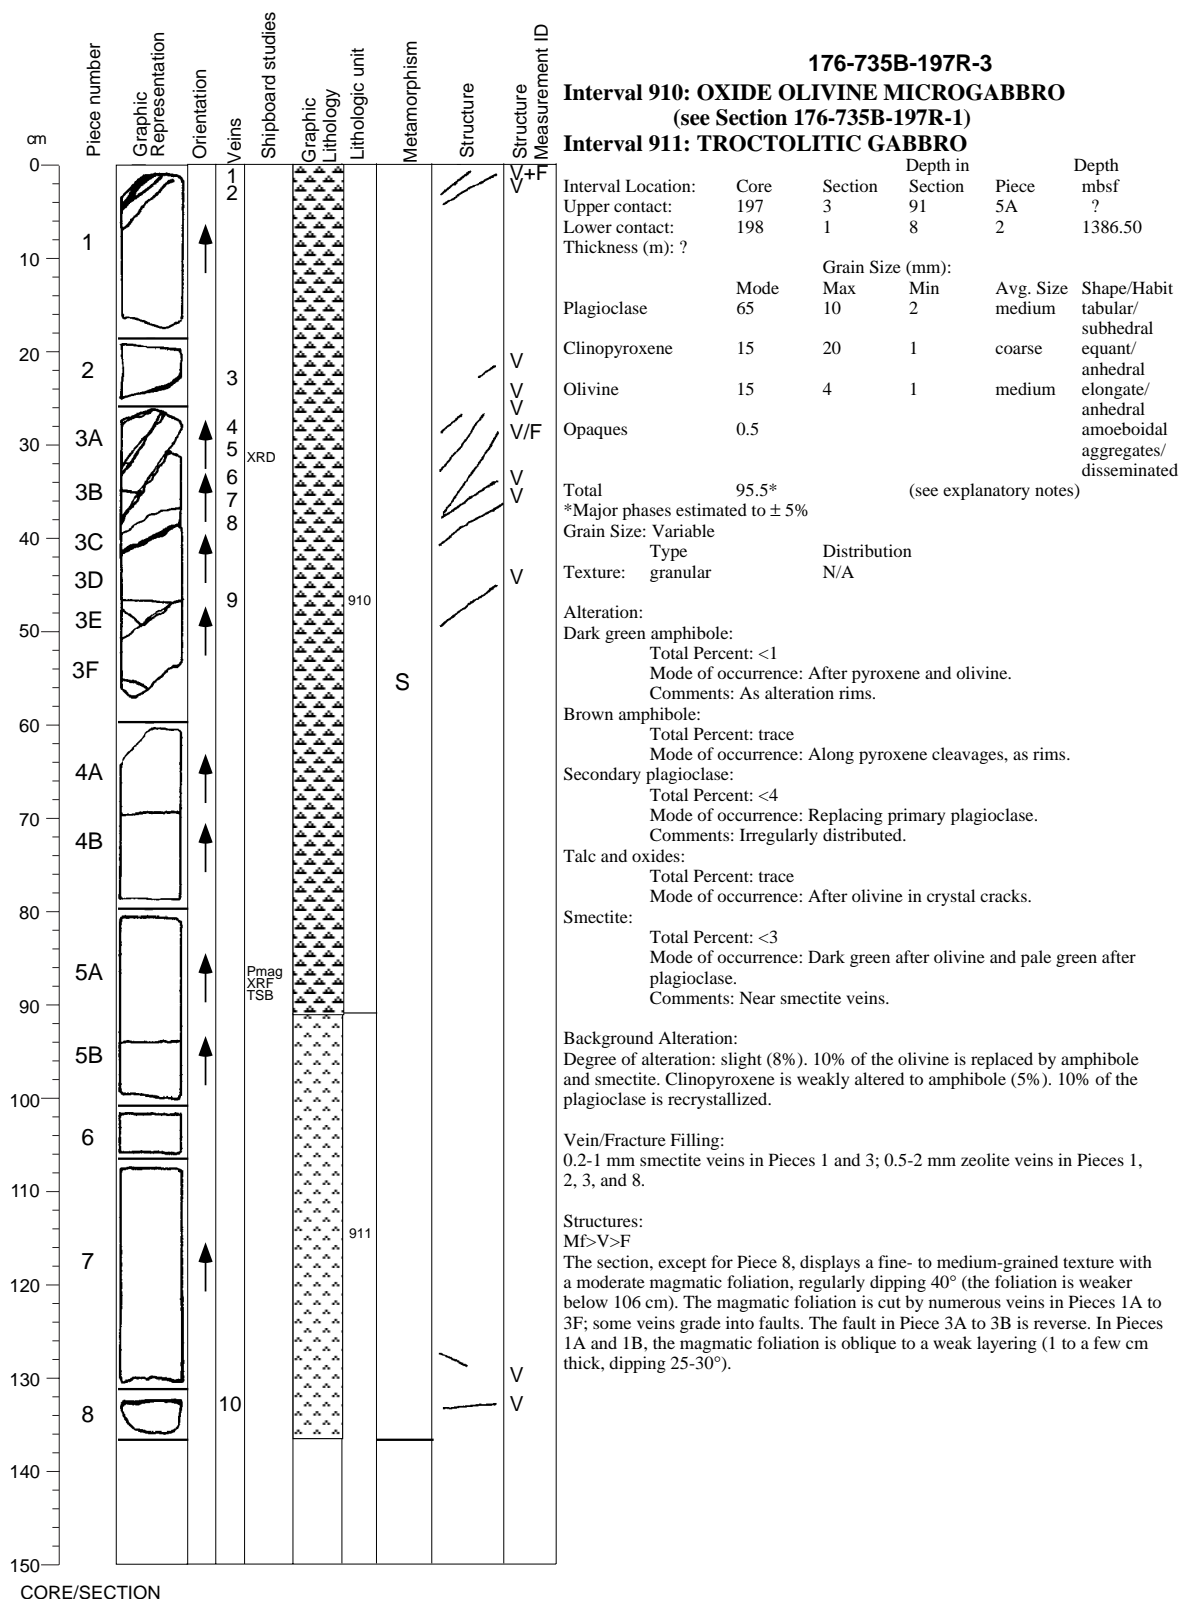 176-735B-197R-3
Interval 910: OXIDE OLIVINE MICROGABBRO
(see Section 176-735B-197R-1)
Interval 911: TROCTOLITIC GABBRO
Depth in Depth
Interval Location: Core Section Section Piece mbsf
Upper contact: 197 3 91 5A ?
Lower contact: 198 1 8 2 1386.50
Thickness (m): ?
Grain Size (mm):
Mode Max Min Avg. Size Shape/Habit
Plagioclase 65 10 2 medium tabular/
subhedral
Clinopyroxene 15 20 1 coarse equant/
anhedral
Olivine 15 4 1 medium elongate/
anhedral
Opaques 0.5 amoeboidal
aggregates/
disseminated
Total 95.5* (see explanatory notes)
*Major phases estimated to ± 5%
Grain Size: Variable
Type Distribution
Texture: granular N/A
Alteration:
Dark green amphibole:
Total Percent: <1
Mode of occurrence: After pyroxene and olivine.
Comments: As alteration rims.
Brown amphibole:
Total Percent: trace
Mode of occurrence: Along pyroxene cleavages, as rims.
Secondary plagioclase:
Total Percent: <4
Mode of occurrence: Replacing primary plagioclase.
Comments: Irregularly distributed.
Talc and oxides:
Total Percent: trace
Mode of occurrence: After olivine in crystal cracks.
Smectite:
Total Percent: <3
Mode of occurrence: Dark green after olivine and pale green after
plagioclase.
Comments: Near smectite veins.
Background Alteration:
Degree of alteration: slight (8%). 10% of the olivine is replaced by amphibole
and smectite. Clinopyroxene is weakly altered to amphibole (5%). 10% of the
plagioclase is recrystallized.
Vein/Fracture Filling:
0.2-1 mm smectite veins in Pieces 1 and 3; 0.5-2 mm zeolite veins in Pieces 1,
2, 3, and 8.
Structures:
Mf>V>F
The section, except for Piece 8, displays a fine- to medium-grained texture with
a moderate magmatic foliation, regularly dipping 40° (the foliation is weaker
below 106 cm). The magmatic foliation is cut by numerous veins in Pieces 1A to
3F; some veins grade into faults. The fault in Piece 3A to 3B is reverse. In Pieces
1A and 1B, the magmatic foliation is oblique to a weak layering (1 to a few cm
thick, dipping 25-30°).
cm
Piece number
Graphic
Representation
Orientation
Veins
Shipboard studies
Graphic
Lithology
Lithologic unit
Metamorphism
Structure
Structure
Measurement ID
0
10
20
30
40
50
60
70
80
90
100
110
120
130
140
150
1
2
3A
3B
3C
3D
3E
3F
4A
4B
5A
5B
6
7
8
1
2
3
4
5
6
7
8
9
10
XRD
Pmag
XRF
TSB
910
911
S
V+F
V
V
V
V
V/F
V
V
V
V
V
CORE/SECTION